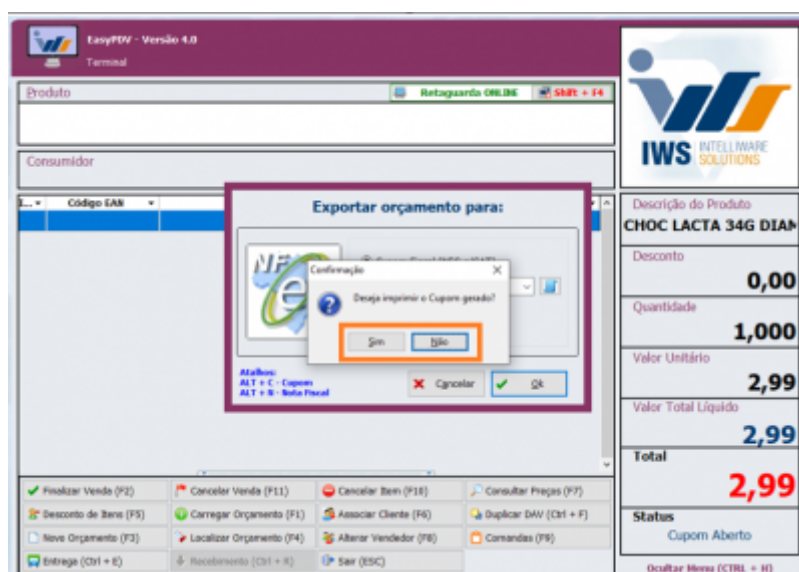 EasyPDV - Versão 4.0
Terminal
Produto
Retaguarda ONLINE
Shift + F4
Consumidor
I...
Código EAN
IWS INTELLIWARE SOLUTIONS
Exportar orçamento para:
NF
e
Confirmação
Deseja imprimir o Cupom gerado?
Sim
Não
Atalhos:
ALT + C - Cupom
ALT + N - Nota Fiscal
Cancelar
Ok
Descrição do Produto
CHOC LACTA 34G DIAN
Desconto
0,00
Quantidade
1,000
Valor Unitário
2,99
Valor Total Líquido
2,99
Total
2,99
Status
Cupom Aberto
Ocultar Menu (CTRL + H)
Finalizar Venda (F2)
Cancelar Venda (F11)
Cancelar Item (F10)
Consultar Preços (F7)
Desconto de Itens (F5)
Carregar Orçamento (F1)
Associar Cliente (F6)
Duplicar DAV (Ctrl + F)
Novo Orçamento (F3)
Localizar Orçamento (F4)
Alterar Vendedor (F8)
Comandas (F9)
Entrega (Ctrl + E)
Recebimento (Ctrl + R)
Sair (ESC)